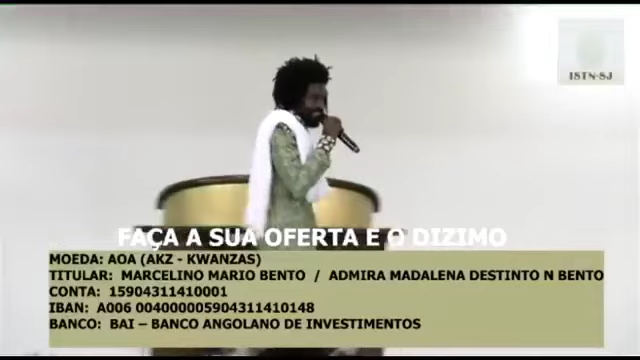 ISTN-SJ
FAÇA A SUA OFERTA E O DIZIMO
MOEDA: AOA (AKZ - KWANZAS)
TITULAR: MARCELINO MARIO BENTO / ADMIRA MADALENA DESTINTO N BENTO
CONTA: 15904311410001
IBAN: A006 004000005904311410148
BANCO: BAI – BANCO ANGOLANO DE INVESTIMENTOS